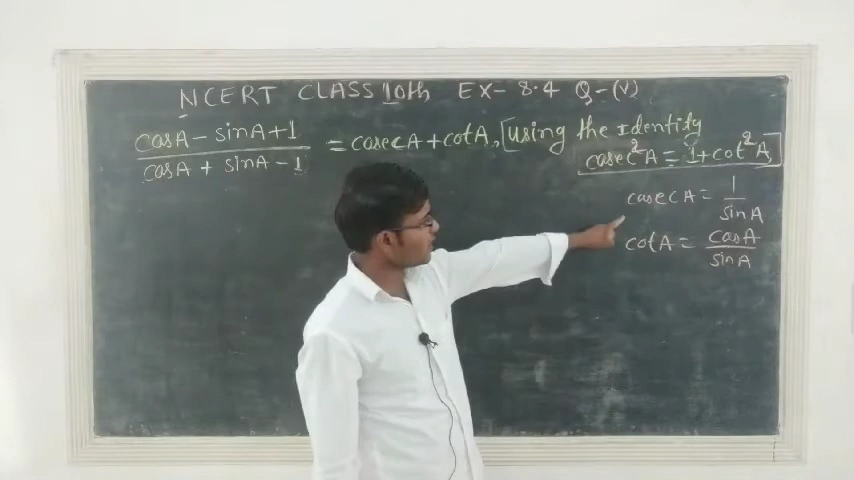 NCERT CLASS 10th EX- 8.4 Q-(V)
cosA - sinA + 1
cosA + sinA - 1
= cosecA + cotA, [using the Identity
cosec²A = 1 + cot²A]
cosecA = 1/sinA
cotA = cosA/sinA